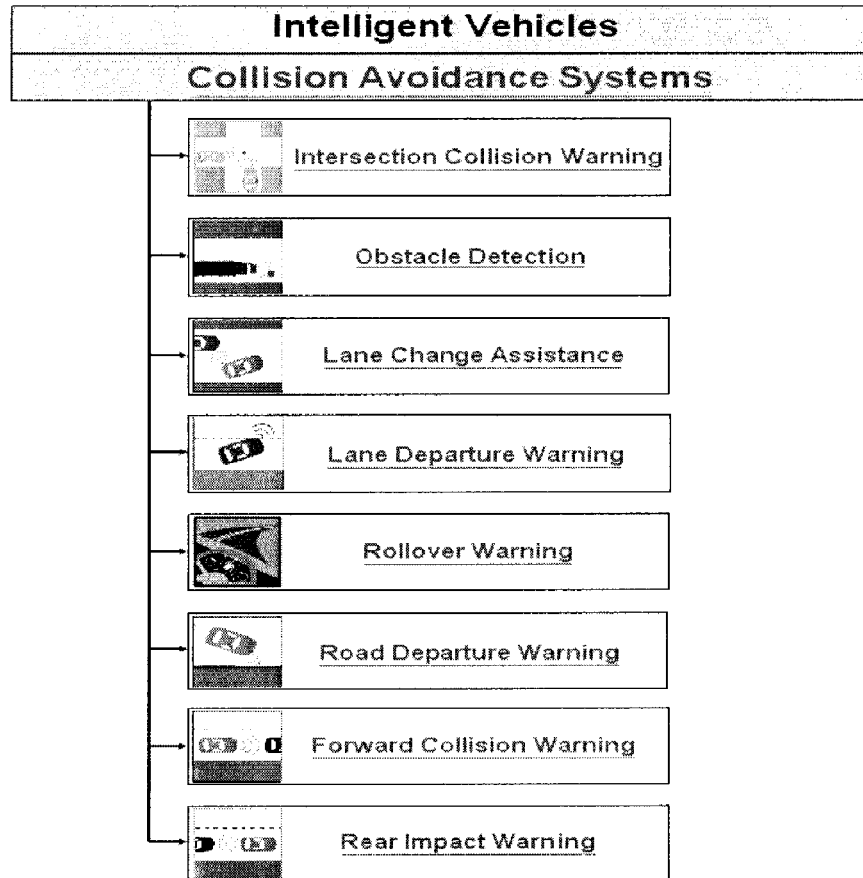 Intelligent Vehicles
Collision Avoidance Systems
Intersection Collision Warning
Obstacle Detection
Lane Change Assistance
Lane Departure Warning
Rollover Warning
Road Departure Warning
Forward Collision Warning
Rear Impact Warning